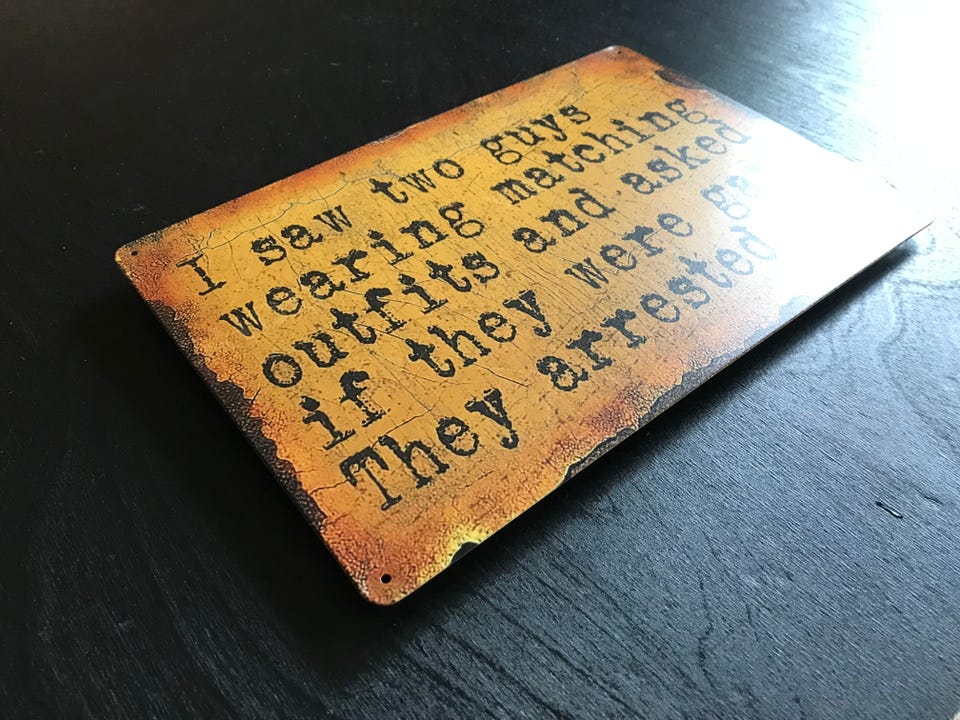 I saw two guys
wearing matching
outfits and asked
if they were
They arrested